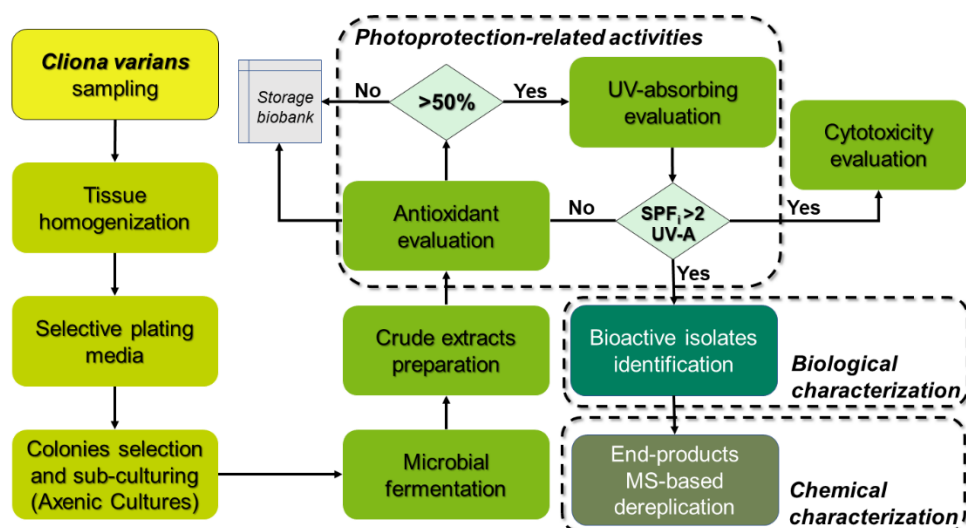 Cliona varians
sampling
Tissue
homogenization
Selective plating
media
Colonies selection
and sub-culturing
(Axenic Cultures)
Microbial
fermentation
Crude extracts
preparation
Photoprotection-related activities
Antioxidant
evaluation
>50%
No
Yes
Storage
biobank
UV-absorbing
evaluation
SPFi>2
UV-A
No
Yes
Yes
Cytotoxicity
evaluation
Bioactive isolates
identification
Biological
characterization
End-products
MS-based
dereplication
Chemical
characterization